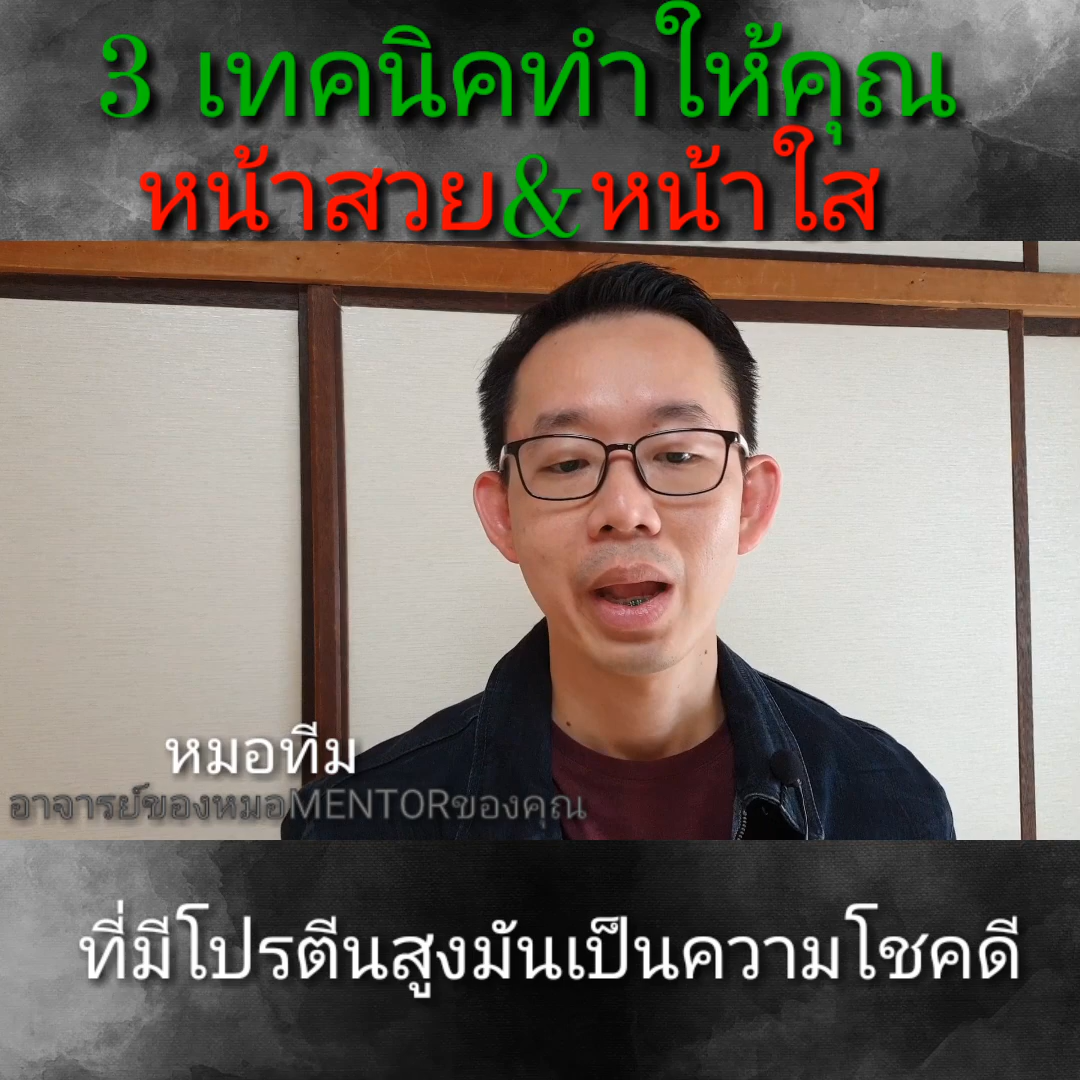 3 เทคนิคทำให้คุณ
หน้าสวย&หน้าใส
หมอทีม
อาจารย์ของหมอMENTORของคุณ
ที่มีโปรตีนสูงมันเป็นความโชคดี